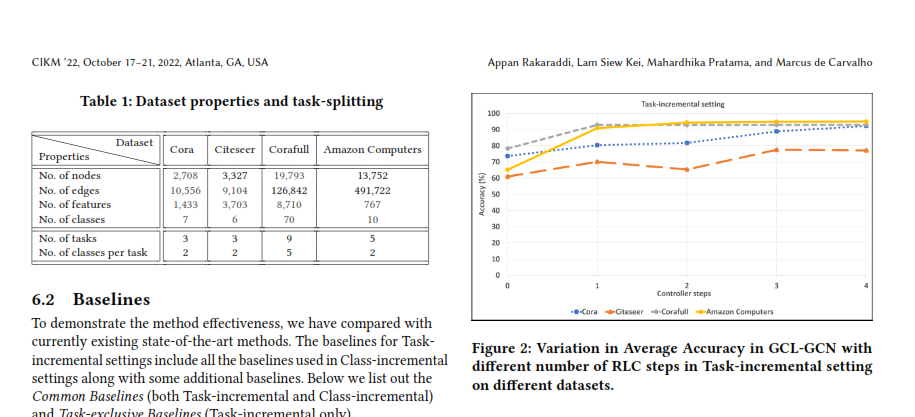 CIKM '22, October 17–21, 2022, Atlanta, GA, USA
Appan Rakaraddi, Lam Siew Kei, Mahardhika Pratama, and Marcus de Carvalho
Table 1: Dataset properties and task-splitting
Dataset
Properties
Cora Citeseer Corafull Amazon Computers
No. of nodes 2,708 3,327 19,793 13,752
No. of edges 10,556 9,104 126,842 491,722
No. of features 1,433 3,703 8,710 767
No. of classes 7 6 70 10
No. of tasks 3 3 9 5
No. of classes per task 2 2 5 2
6.2 Baselines
To demonstrate the method effectiveness, we have compared with
currently existing state-of-the-art methods. The baselines for Task-
incremental settings include all the baselines used in Class-incremental
settings along with some additional baselines. Below we list out the
Common Baselines (both Task-incremental and Class-incremental)
and Task-exclusive Baselines (Task-incremental only)
Task-incremental setting
Accuracy (%)
100
90
80
70
60
50
40
30
20
10
0
0 1 2 3 4
Controller steps
Cora Citeseer Corafull Amazon Computers
Figure 2: Variation in Average Accuracy in GCL-GCN with
different number of RLC steps in Task-incremental setting
on different datasets.